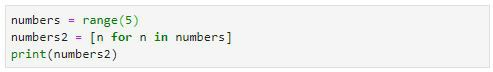 numbers = range(5)
numbers2 = [n for n in numbers]
print(numbers2)